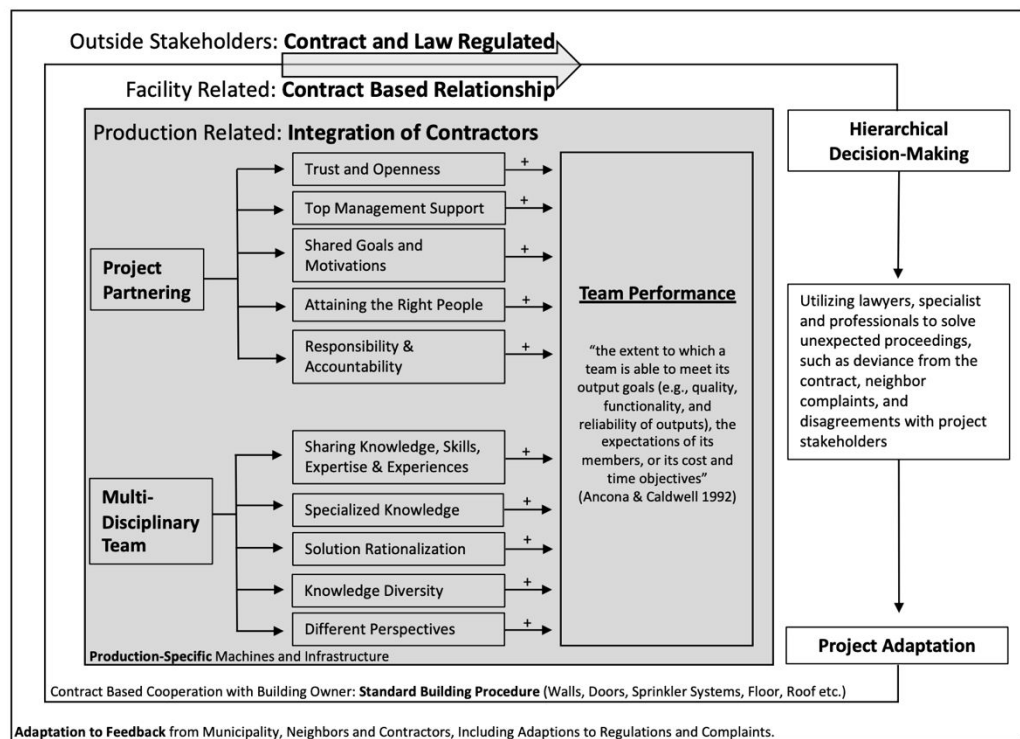 Outside Stakeholders: Contract and Law Regulated
Facility Related: Contract Based Relationship
Production Related: Integration of Contractors
Project
Partnering
Trust and Openness
+
Top Management Support
+
Shared Goals and
Motivations
+
Attaining the Right People
+
Responsibility &
Accountability
+
Multi-
Disciplinary
Team
Sharing Knowledge, Skills,
Expertise & Experiences
+
Specialized Knowledge
+
Solution Rationalization
+
Knowledge Diversity
+
Different Perspectives
+
Team Performance
“the extent to which a
team is able to meet its
output goals (e.g., quality,
functionality, and
reliability of outputs), the
expectations of its
members, or its cost and
time objectives”
(Ancona & Caldwell 1992)
Production-Specific Machines and Infrastructure
Hierarchical
Decision-Making
Utilizing lawyers, specialist
and professionals to solve
unexpected proceedings,
such as deviance from the
contract, neighbor
complaints, and
disagreements with project
stakeholders
Project Adaptation
Contract Based Cooperation with Building Owner: Standard Building Procedure (Walls, Doors, Sprinkler Systems, Floor, Roof etc.)
Adaptation to Feedback from Municipality, Neighbors and Contractors, Including Adaptions to Regulations and Complaints.